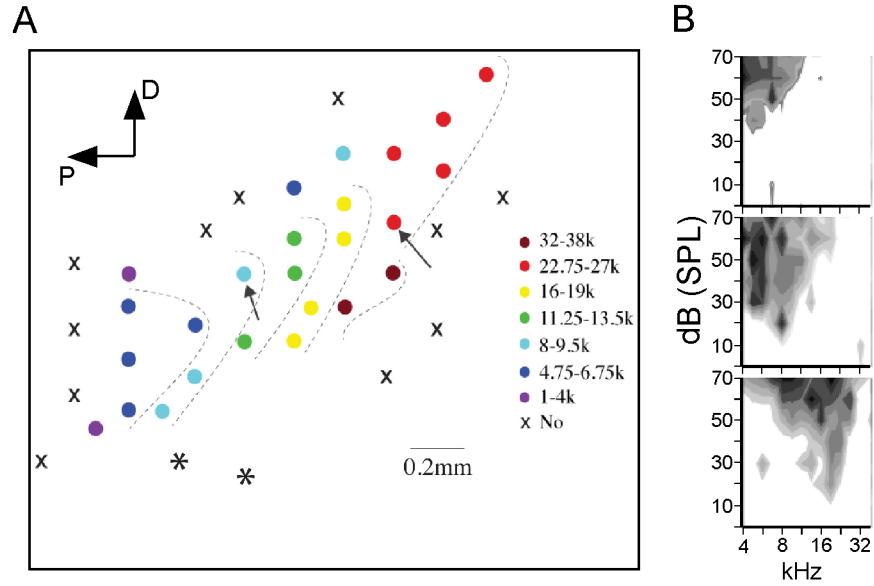 A
D
P
x
x
x
x
x
x
x
x
x
x
x
*
*
32-38k
22.75-27k
16-19k
11.25-13.5k
8-9.5k
4.75-6.75k
1-4k
x No
0.2mm
B
dB (SPL)
70
50
30
10
70
50
30
10
70
50
30
10
4 8 16 32
kHz